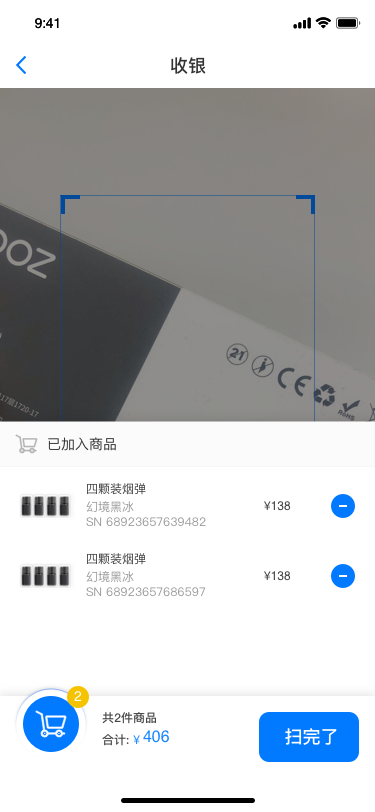 9:41
收银
OOZ
21
CE
RoHS
已加入商品
四颗装烟弹
幻境黑冰
SN 68923657639482
¥138
四颗装烟弹
幻境黑冰
SN 68923657686597
¥138
2
共2件商品
合计: ¥ 406
扫完了